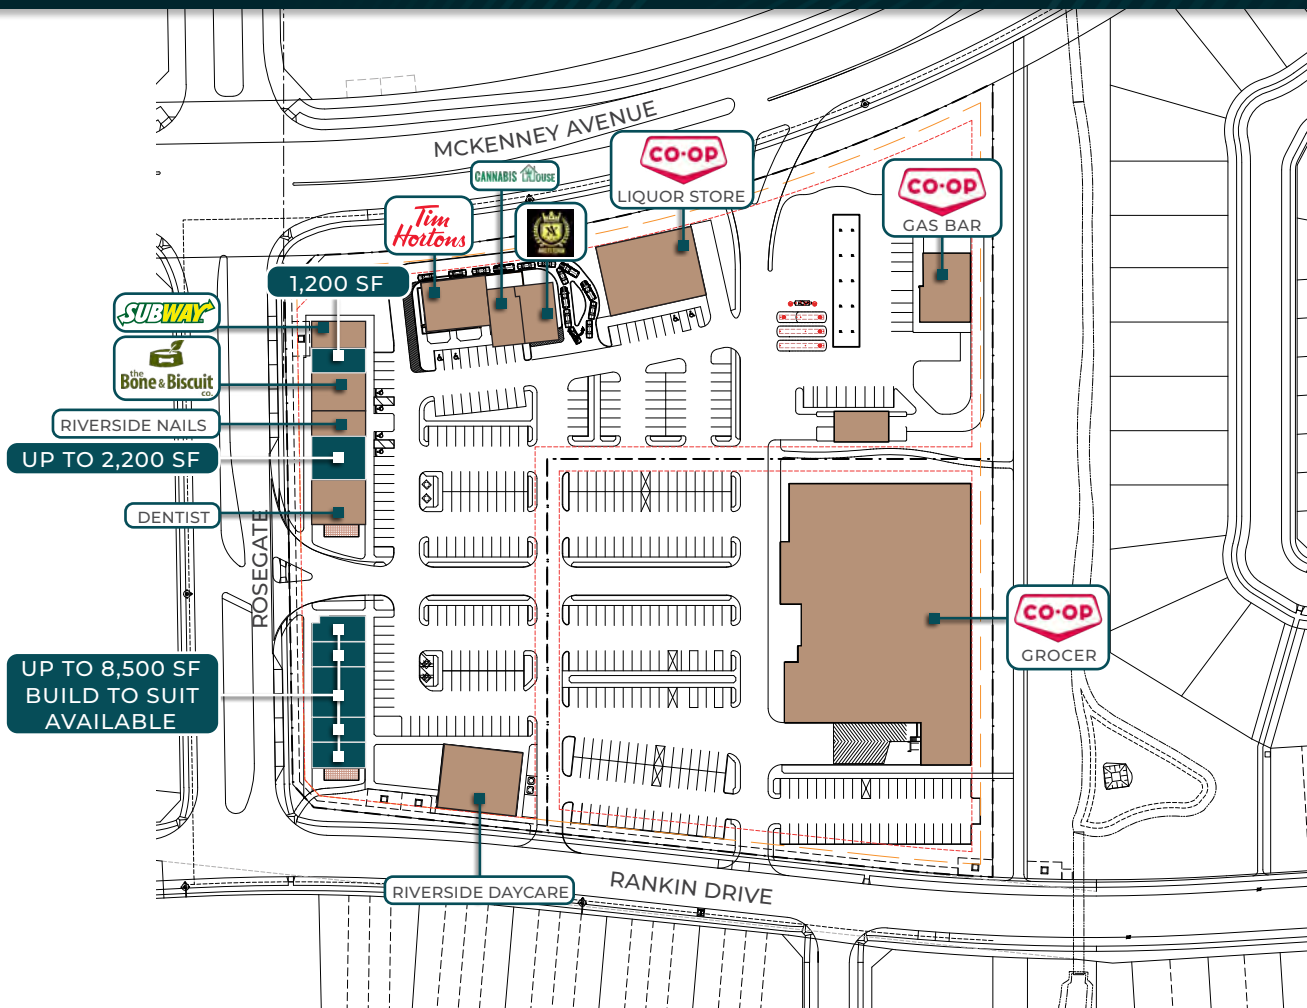 MCKENNEY AVENUE
CO·OP
LIQUOR STORE
CANNABIS HOUSE
CO·OP
GAS BAR
Tim
Hortons
1,200 SF
SUBWAY
the
Bone & Biscuit
co.
RIVERSIDE NAILS
UP TO 2,200 SF
DENTIST
ROSEGATE
CO·OP
GROCER
UP TO 8,500 SF
BUILD TO SUIT
AVAILABLE
RIVERSIDE DAYCARE
RANKIN DRIVE